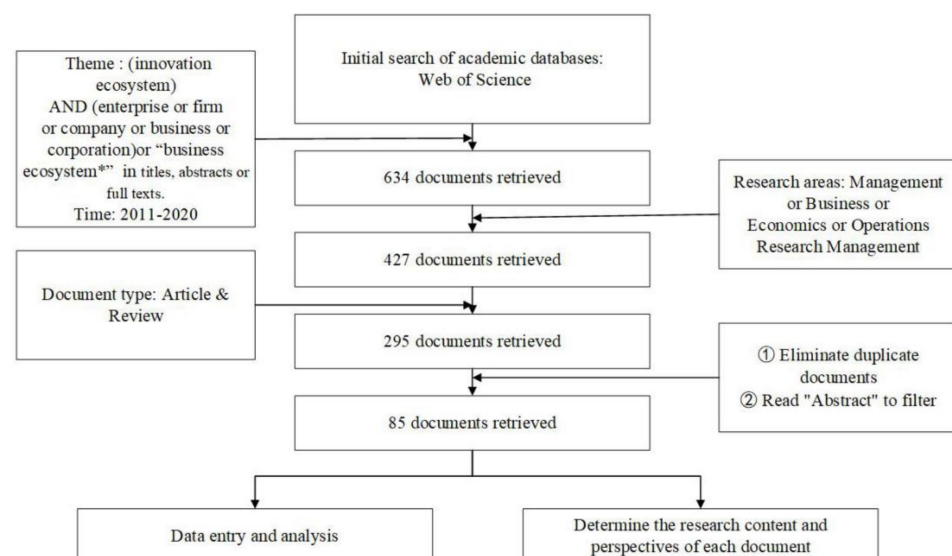 Initial search of academic databases:
Web of Science
Theme : (innovation
ecosystem)
AND (enterprise or firm
or company or business or
corporation)or “business
ecosystem*” in titles, abstracts or
full texts.
Time: 2011-2020
634 documents retrieved
Research areas: Management
or Business or
Economics or Operations
Research Management
427 documents retrieved
Document type: Article &
Review
295 documents retrieved
① Eliminate duplicate
documents
② Read "Abstract" to filter
85 documents retrieved
Data entry and analysis
Determine the research content and
perspectives of each document